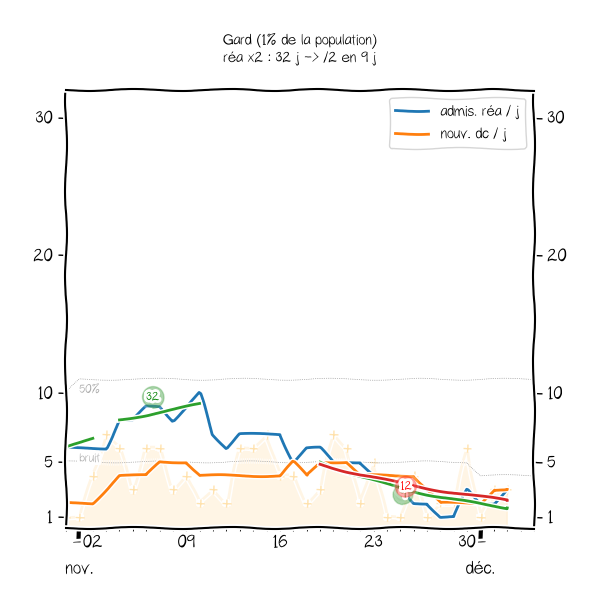 Gard (1% de la population)
réa x2 : 32 j -> /2 en 9 j
admis. réa / j
nouv. dc / j
30 30
20 20
10 10
50%
32
bruit
5 5
12
1 1
02 09 16 23 30
nov. déc.